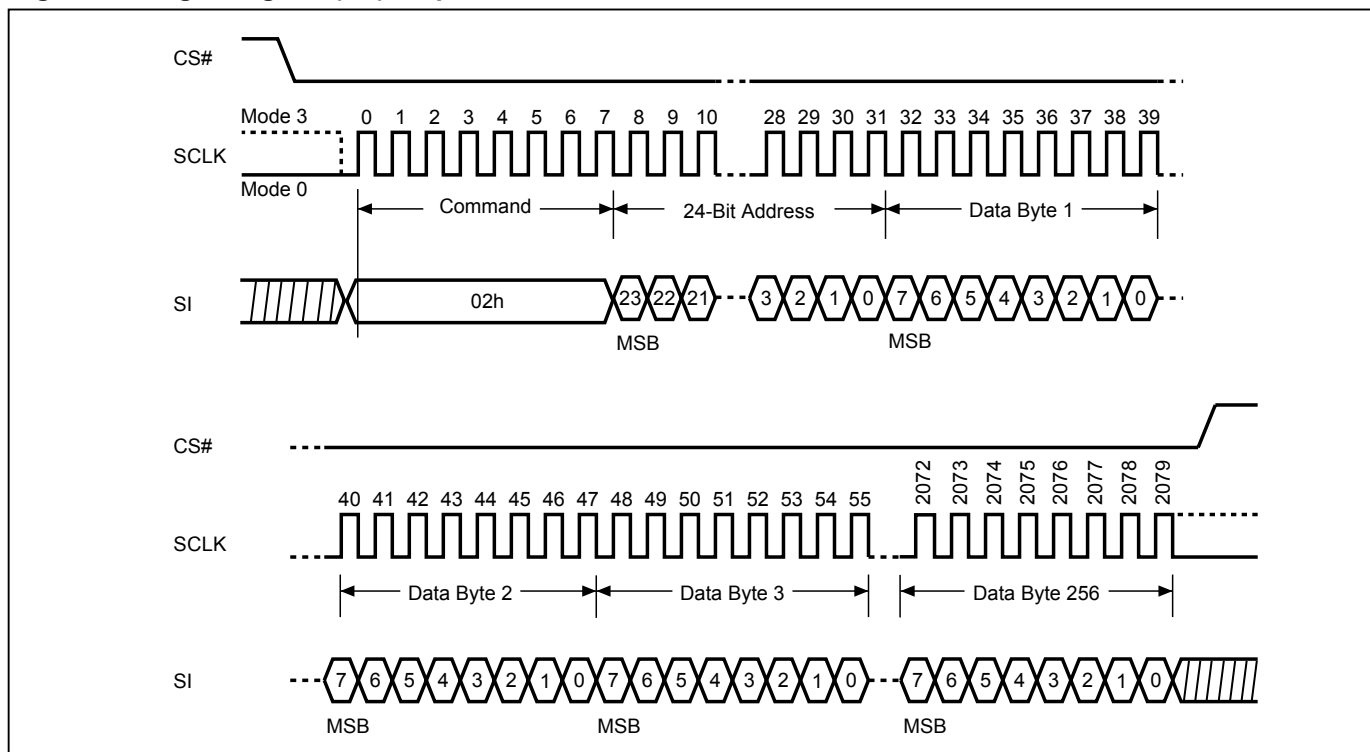 CS#
Mode 3
0 1 2 3 4 5 6 7 8 9 10 28 29 30 31 32 33 34 35 36 37 38 39
SCLK
Mode 0
Command 24-Bit Address Data Byte 1
SI 02h 23 22 21 3 2 1 0 7 6 5 4 3 2 1 0
MSB MSB
CS#
40 41 42 43 44 45 46 47 48 49 50 51 52 53 54 55 2072 2073 2074 2075 2076 2077 2078 2079
SCLK
Data Byte 2 Data Byte 3 Data Byte 256
SI 7 6 5 4 3 2 1 0 7 6 5 4 3 2 1 0 7 6 5 4 3 2 1 0
MSB MSB MSB